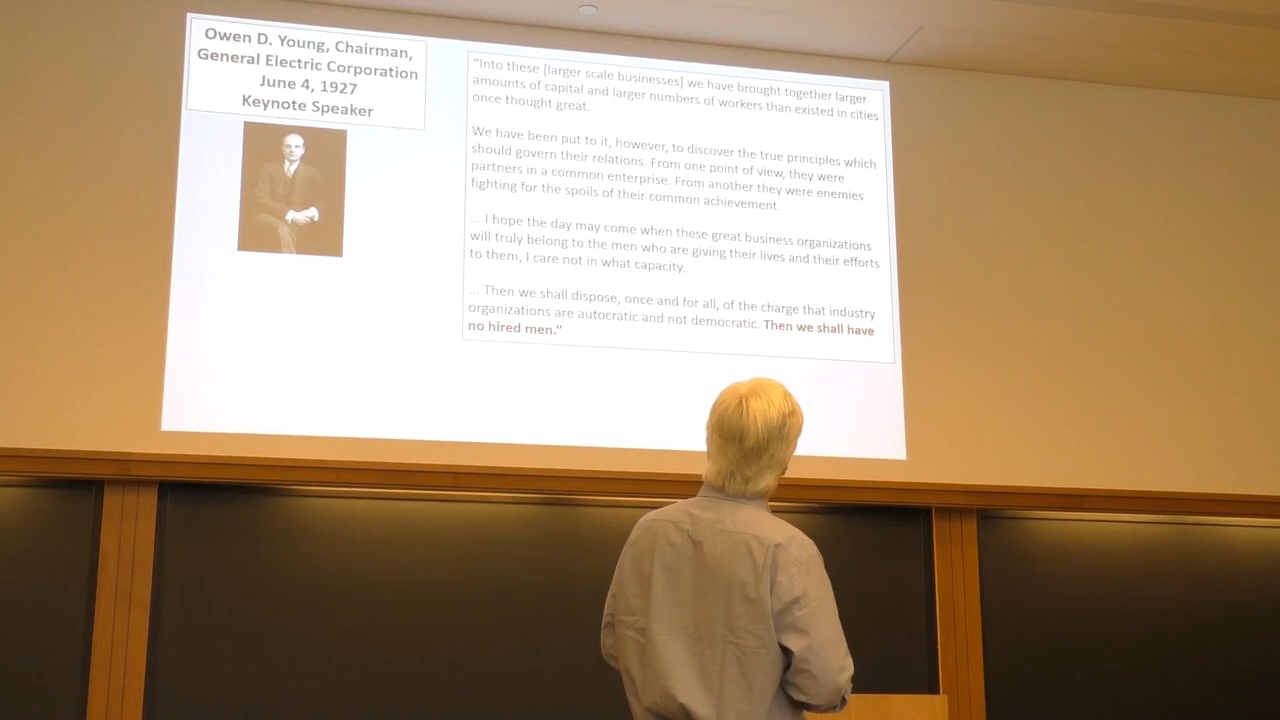 Owen D. Young, Chairman,
General Electric Corporation
June 4, 1927
Keynote Speaker
"Into these [larger scale businesses] we have brought together larger
amounts of capital and larger numbers of workers than existed in cities
once thought great.
We have been put to it, however, to discover the true principles which
should govern their relations. From one point of view, they were
partners in a common enterprise. From another they were enemies
fighting for the spoils of their common achievement.
... I hope the day may come when these great business organizations
will truly belong to the men who are giving their lives and their efforts
to them, I care not in what capacity.
... Then we shall dispose, once and for all, of the charge that industry
organizations are autocratic and not democratic. Then we shall have
no hired men."